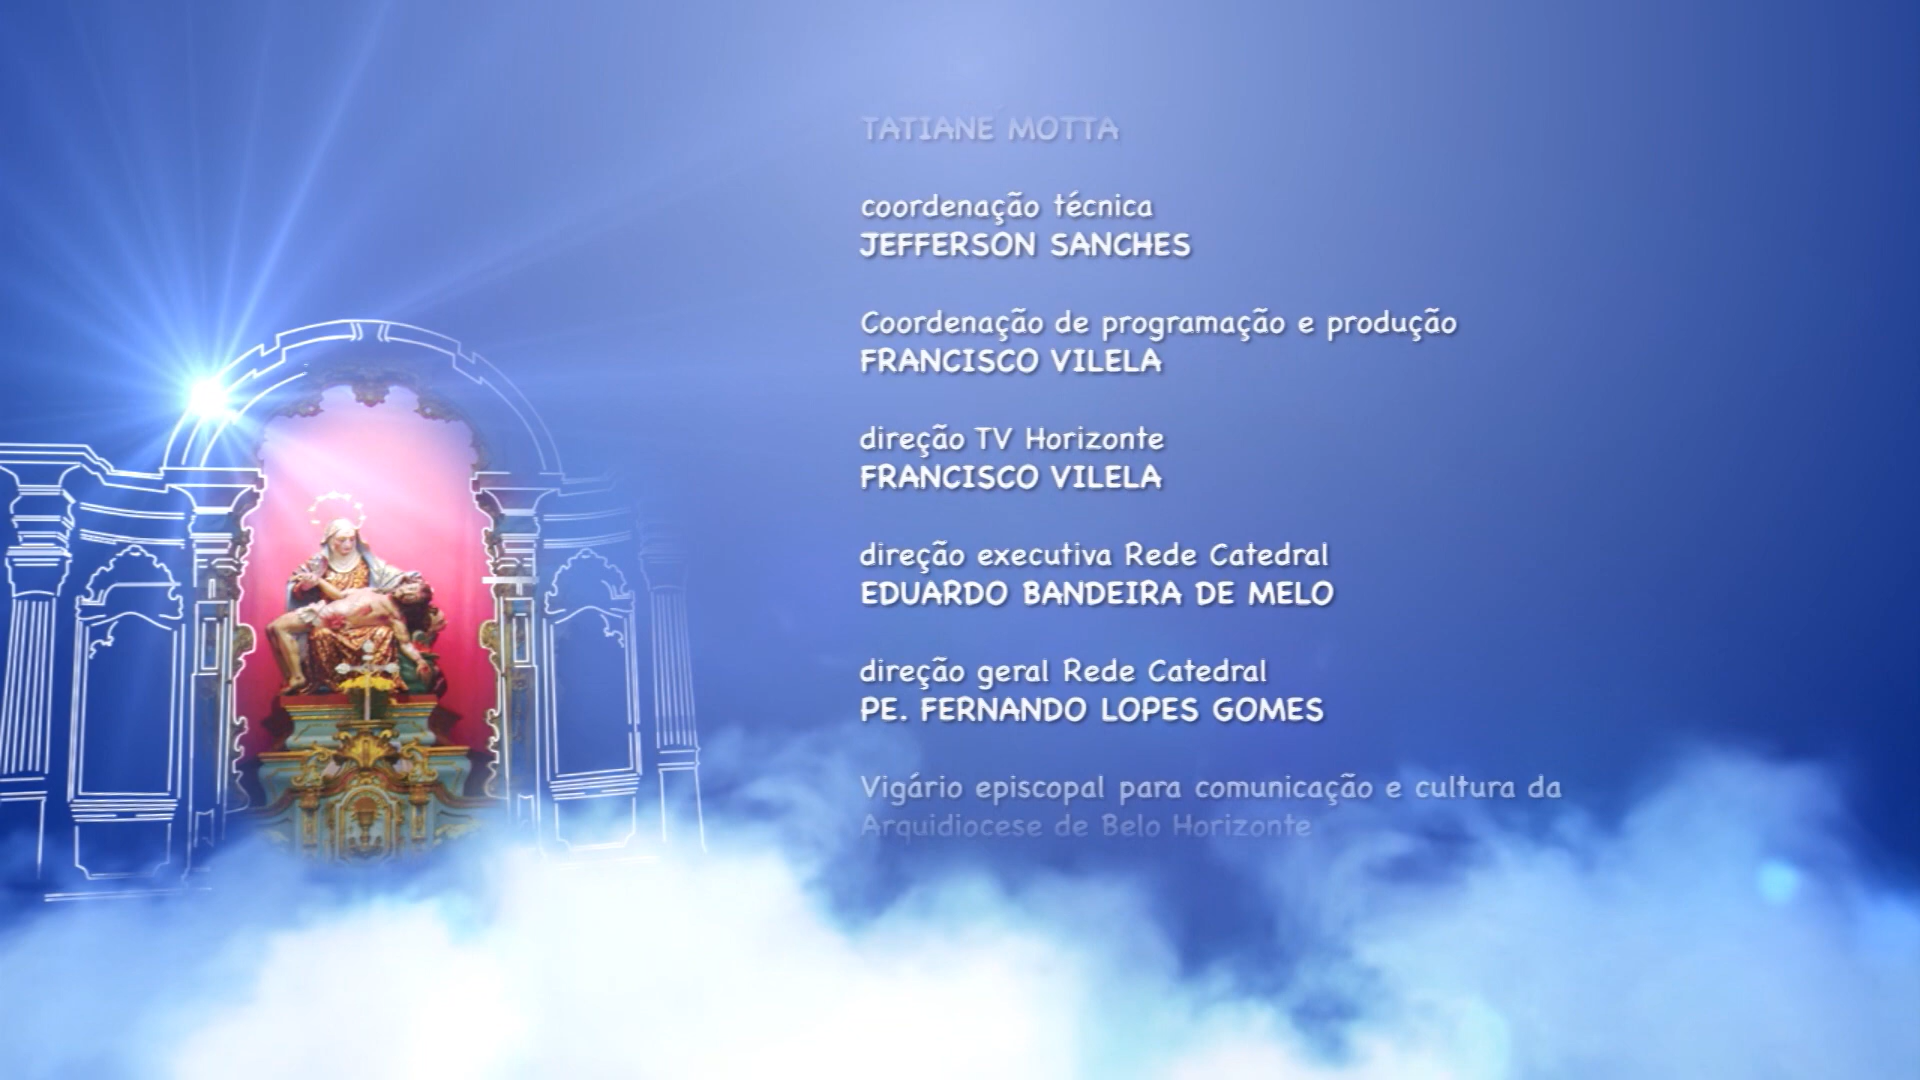 TATIANE MOTTA
coordenação técnica
JEFFERSON SANCHES
Coordenação de programação e produção
FRANCISCO VILELA
direção TV Horizonte
FRANCISCO VILELA
direção executiva Rede Catedral
EDUARDO BANDEIRA DE MELO
direção geral Rede Catedral
PE. FERNANDO LOPES GOMES
Vigário episcopal para comunicação e cultura da
Arquidiocese de Belo Horizonte